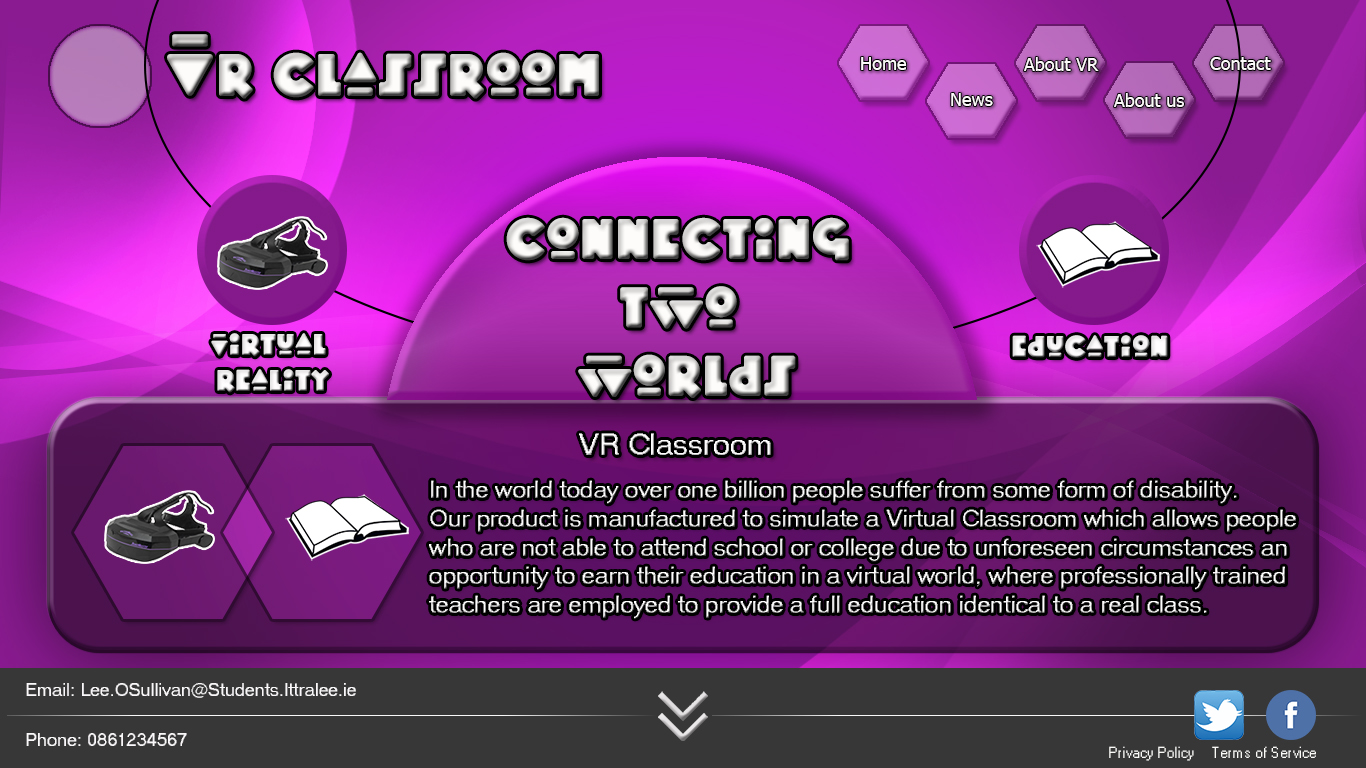 VR CLASSROOM
Home
News
About VR
About us
Contact
CONNECTiNG
TWO
WORLdS
ViRTUAL
REALiTY
EdUCATiON
VR Classroom
In the world today over one billion people suffer from some form of disability.
Our product is manufactured to simulate a Virtual Classroom which allows people
who are not able to attend school or college due to unforeseen circumstances an
opportunity to earn their education in a virtual world, where professionally trained
teachers are employed to provide a full education identical to a real class.
Email: Lee.OSullivan@Students.Ittralee.ie
Phone: 0861234567
Privacy Policy Terms of Service